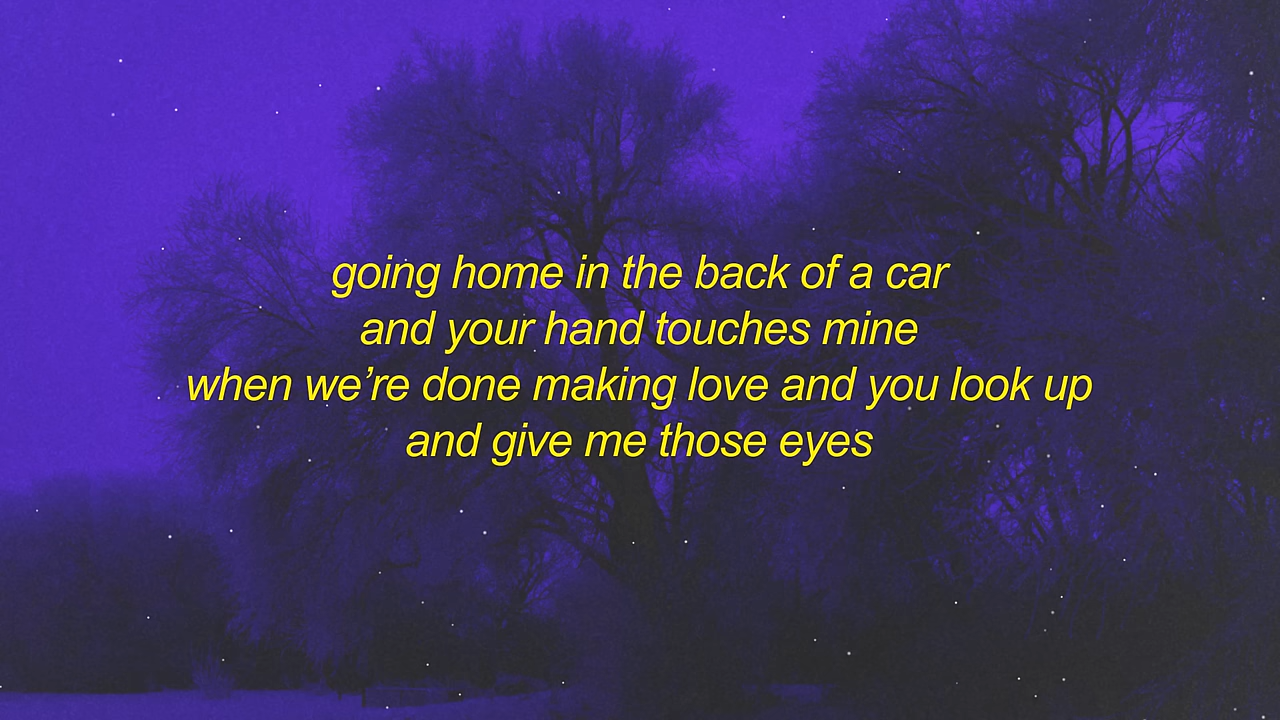 going home in the back of a car
and your hand touches mine
when we’re done making love and you look up
and give me those eyes